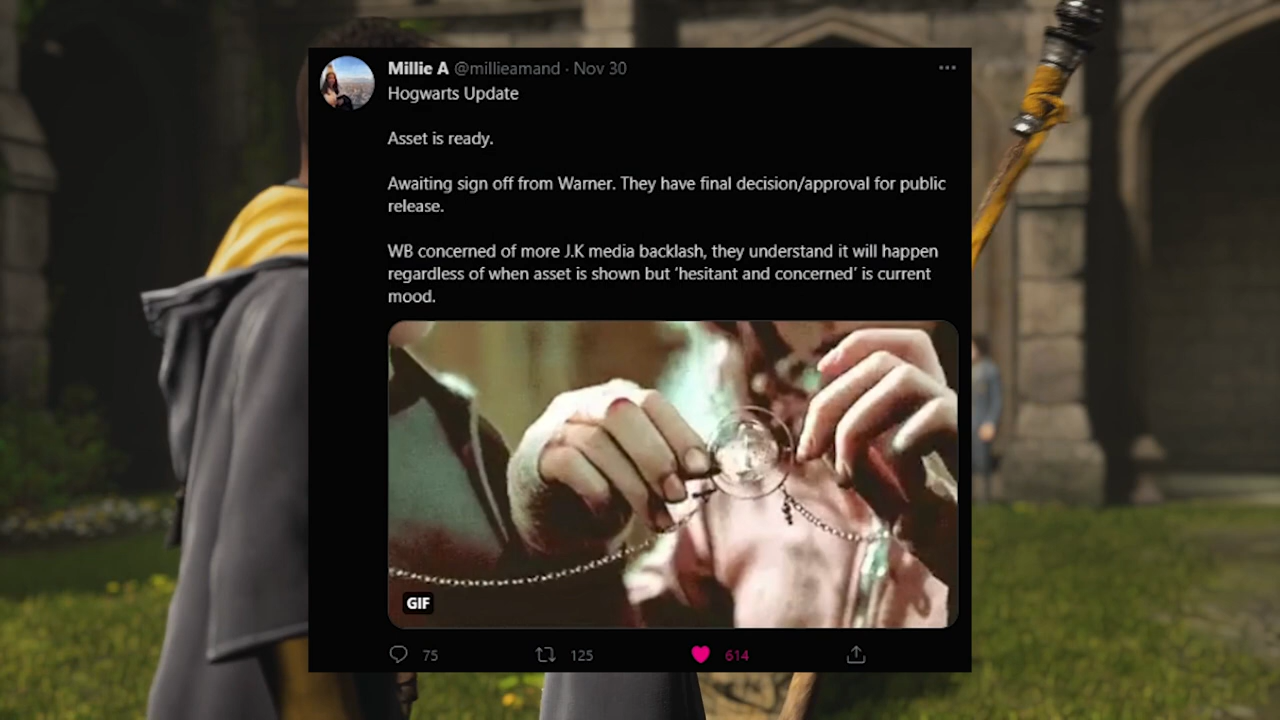 Millie A @millieamand · Nov 30
Hogwarts Update
Asset is ready.
Awaiting sign off from Warner. They have final decision/approval for public
release.
WB concerned of more J.K media backlash, they understand it will happen
regardless of when asset is shown but ‘hesitant and concerned’ is current
mood.
GIF
75 125 614